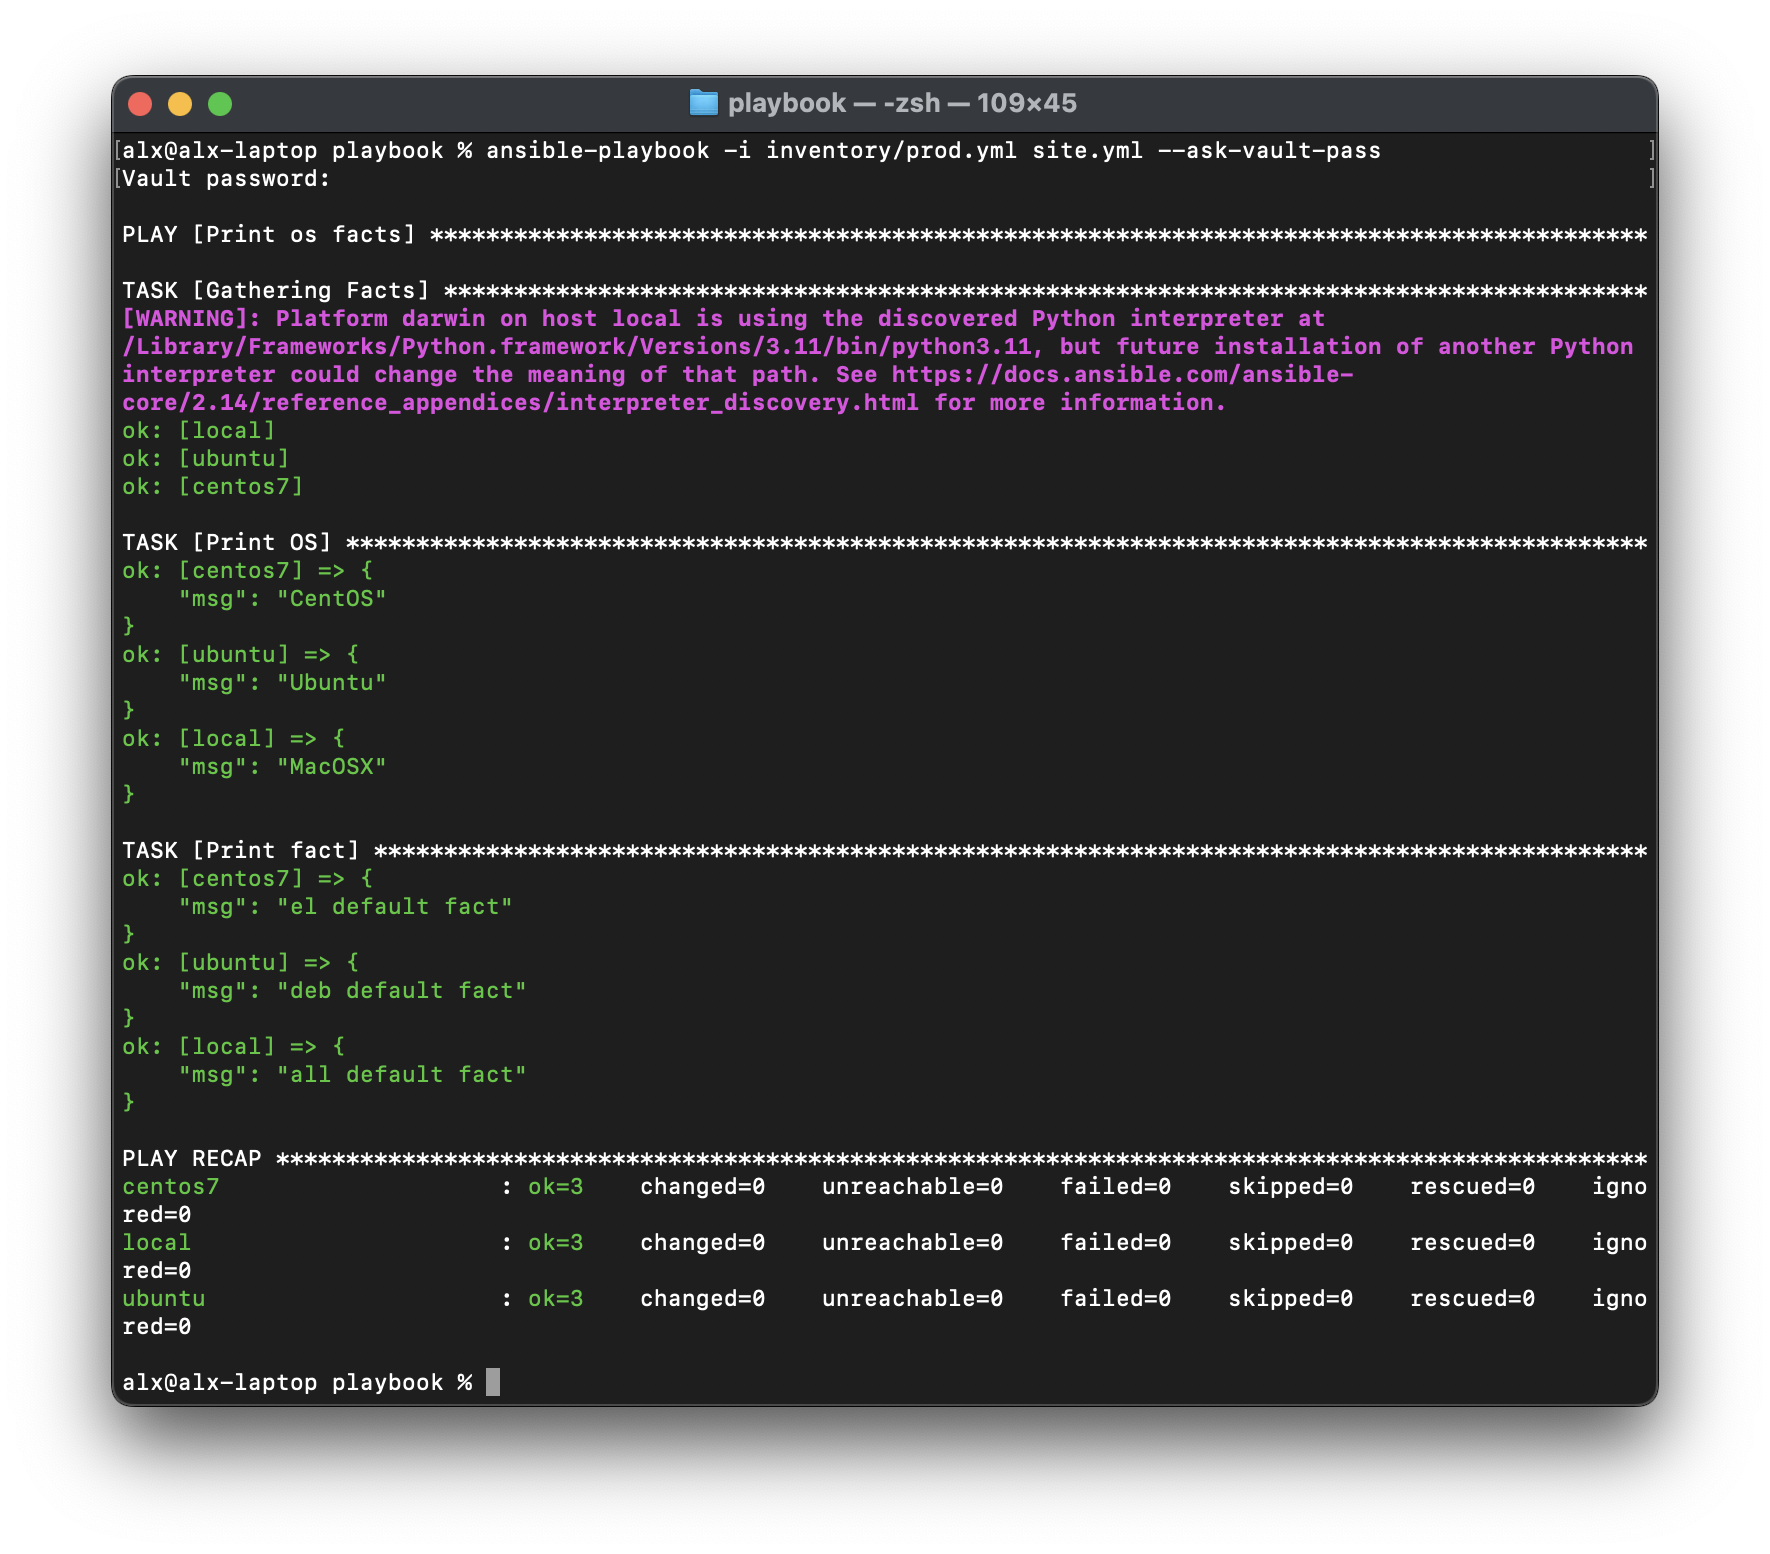 playbook — -zsh — 109×45
[alx@alx-laptop playbook % ansible-playbook -i inventory/prod.yml site.yml --ask-vault-pass ]
[Vault password: ]
PLAY [Print os facts] ***************************************************************************************
TASK [Gathering Facts] **************************************************************************************
[WARNING]: Platform darwin on host local is using the discovered Python interpreter at
/Library/Frameworks/Python.framework/Versions/3.11/bin/python3.11, but future installation of another Python
interpreter could change the meaning of that path. See https://docs.ansible.com/ansible-
core/2.14/reference_appendices/interpreter_discovery.html for more information.
ok: [local]
ok: [ubuntu]
ok: [centos7]
TASK [Print OS] *********************************************************************************************
ok: [centos7] => {
    "msg": "CentOS"
}
ok: [ubuntu] => {
    "msg": "Ubuntu"
}
ok: [local] => {
    "msg": "MacOSX"
}
TASK [Print fact] *******************************************************************************************
ok: [centos7] => {
    "msg": "el default fact"
}
ok: [ubuntu] => {
    "msg": "deb default fact"
}
ok: [local] => {
    "msg": "all default fact"
}
PLAY RECAP **************************************************************************************************
centos7                    : ok=3    changed=0    unreachable=0    failed=0    skipped=0    rescued=0    igno
red=0
local                      : ok=3    changed=0    unreachable=0    failed=0    skipped=0    rescued=0    igno
red=0
ubuntu                     : ok=3    changed=0    unreachable=0    failed=0    skipped=0    rescued=0    igno
red=0
alx@alx-laptop playbook %